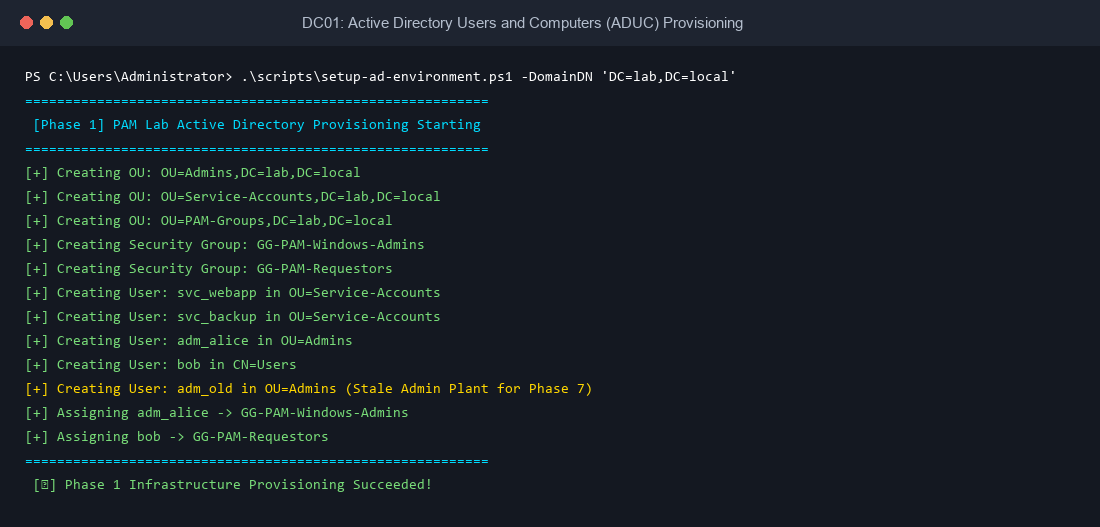 DC01: Active Directory Users and Computers (ADUC) Provisioning
PS C:\Users\Administrator> .\scripts\setup-ad-environment.ps1 -DomainDN 'DC=lab,DC=local'
==========================================================
[Phase 1] PAM Lab Active Directory Provisioning Starting
==========================================================
[+] Creating OU: OU=Admins,DC=lab,DC=local
[+] Creating OU: OU=Service-Accounts,DC=lab,DC=local
[+] Creating OU: OU=PAM-Groups,DC=lab,DC=local
[+] Creating Security Group: GG-PAM-Windows-Admins
[+] Creating Security Group: GG-PAM-Requestors
[+] Creating User: svc_webapp in OU=Service-Accounts
[+] Creating User: svc_backup in OU=Service-Accounts
[+] Creating User: adm_alice in OU=Admins
[+] Creating User: bob in CN=Users
[+] Creating User: adm_old in OU=Admins (Stale Admin Plant for Phase 7)
[+] Assigning adm_alice -> GG-PAM-Windows-Admins
[+] Assigning bob -> GG-PAM-Requestors
==========================================================
[] Phase 1 Infrastructure Provisioning Succeeded!